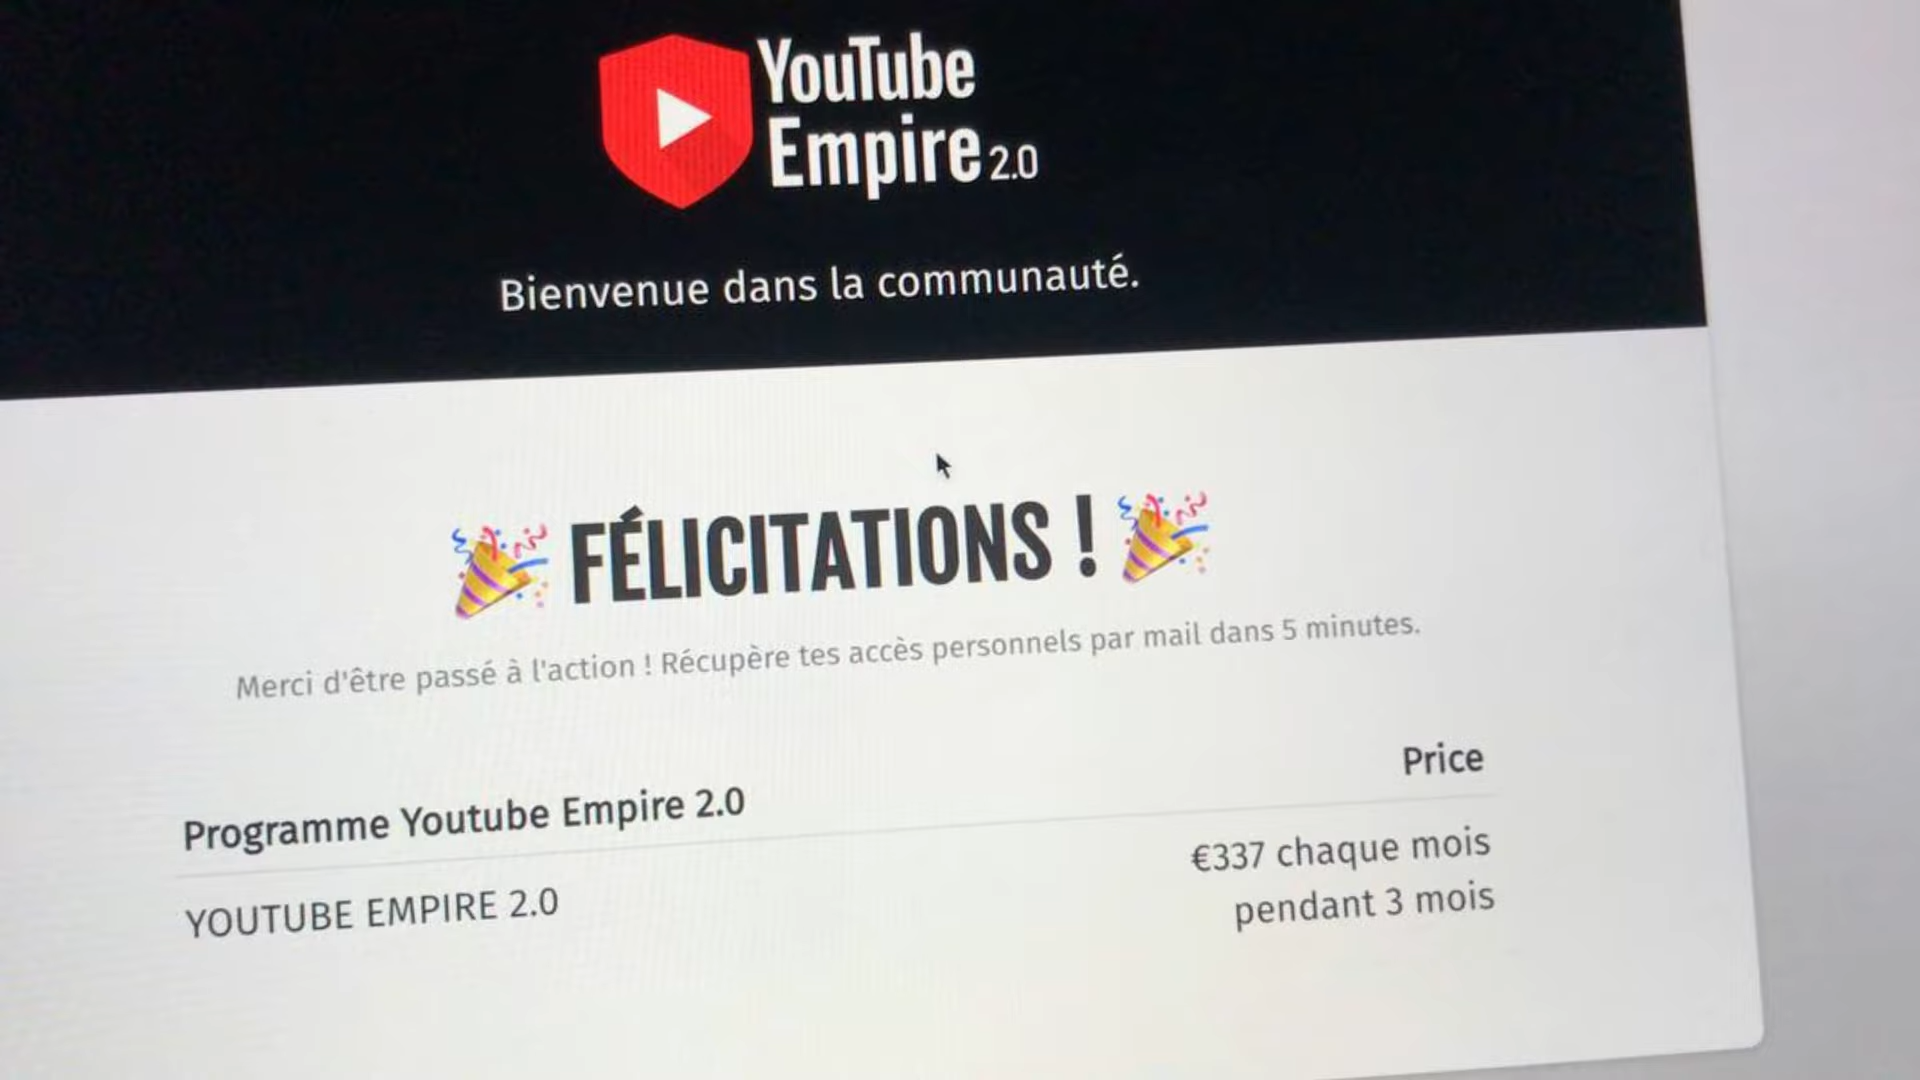 YouTube
Empire 2.0
Bienvenue dans la communauté.
🎉 FÉLICITATIONS ! 🎉
Merci d'être passé à l'action ! Récupère tes accès personnels par mail dans 5 minutes.
Price
Programme Youtube Empire 2.0
YOUTUBE EMPIRE 2.0
€337 chaque mois
pendant 3 mois